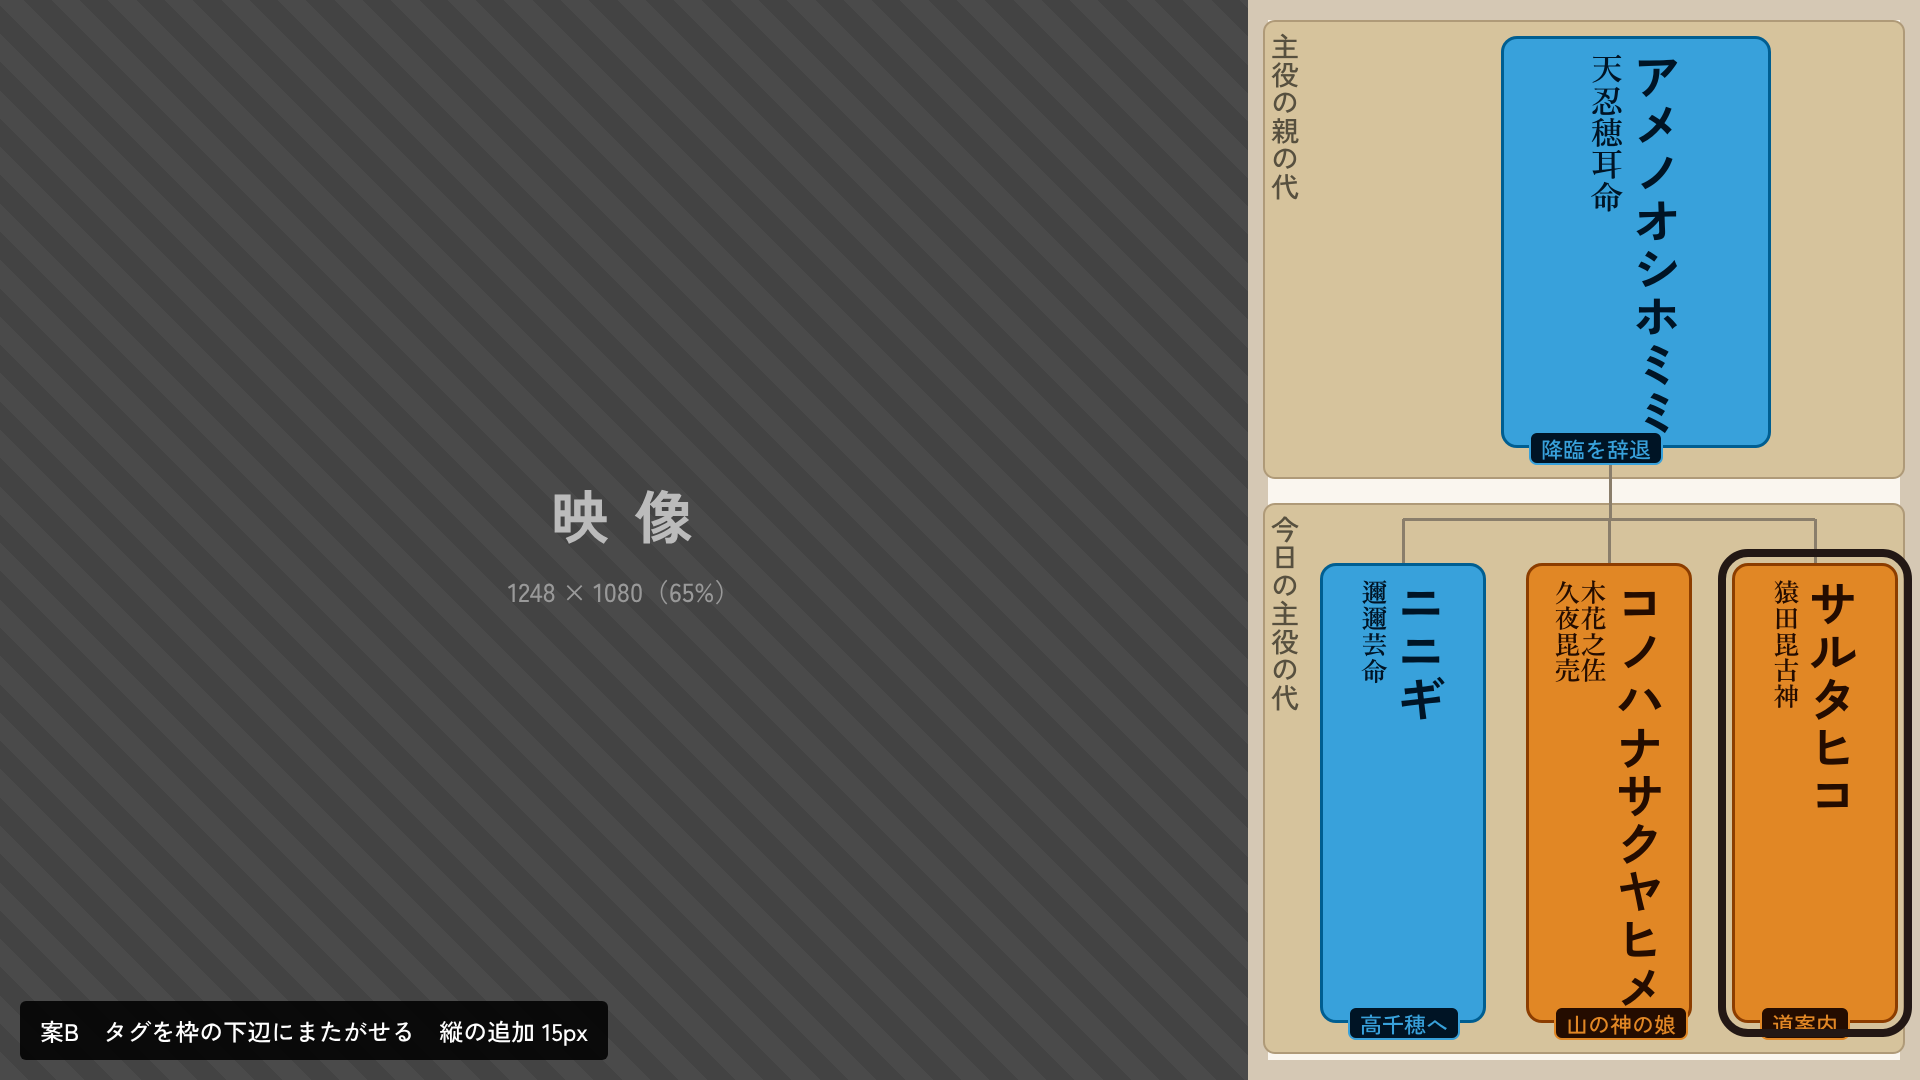 映像
1248 × 1080（65%）
案B　タグを枠の下辺にまたがせる　縦の追加 15px
主役の親の代
アメノオシホミミ
天忍穂耳命
降臨を辞退
今日の主役の代
ニニギ
邇邇芸命
高千穂へ
コノハナサクヤヒメ
木花之佐
久夜毘売
山の神の娘
サルタヒコ
猿田毘古神
道案内